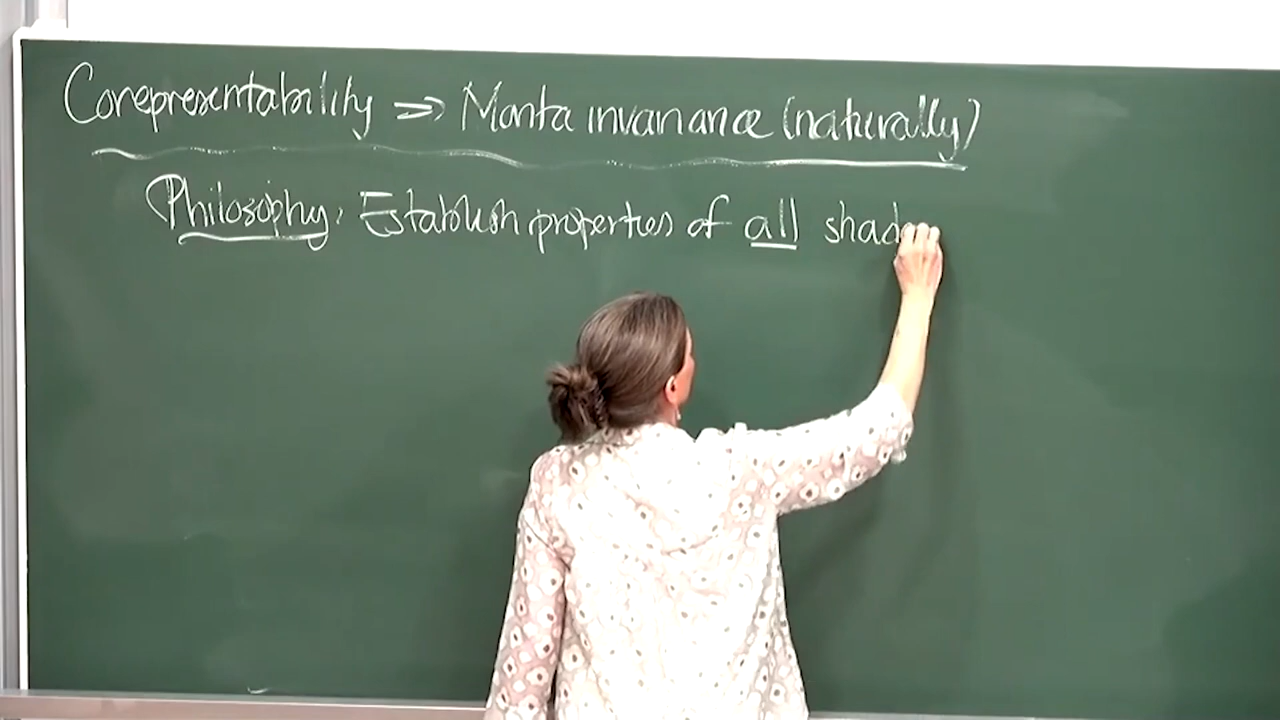 Corepresentability => Morita invariance (naturally)
Philosophy: Establish properties of all shad